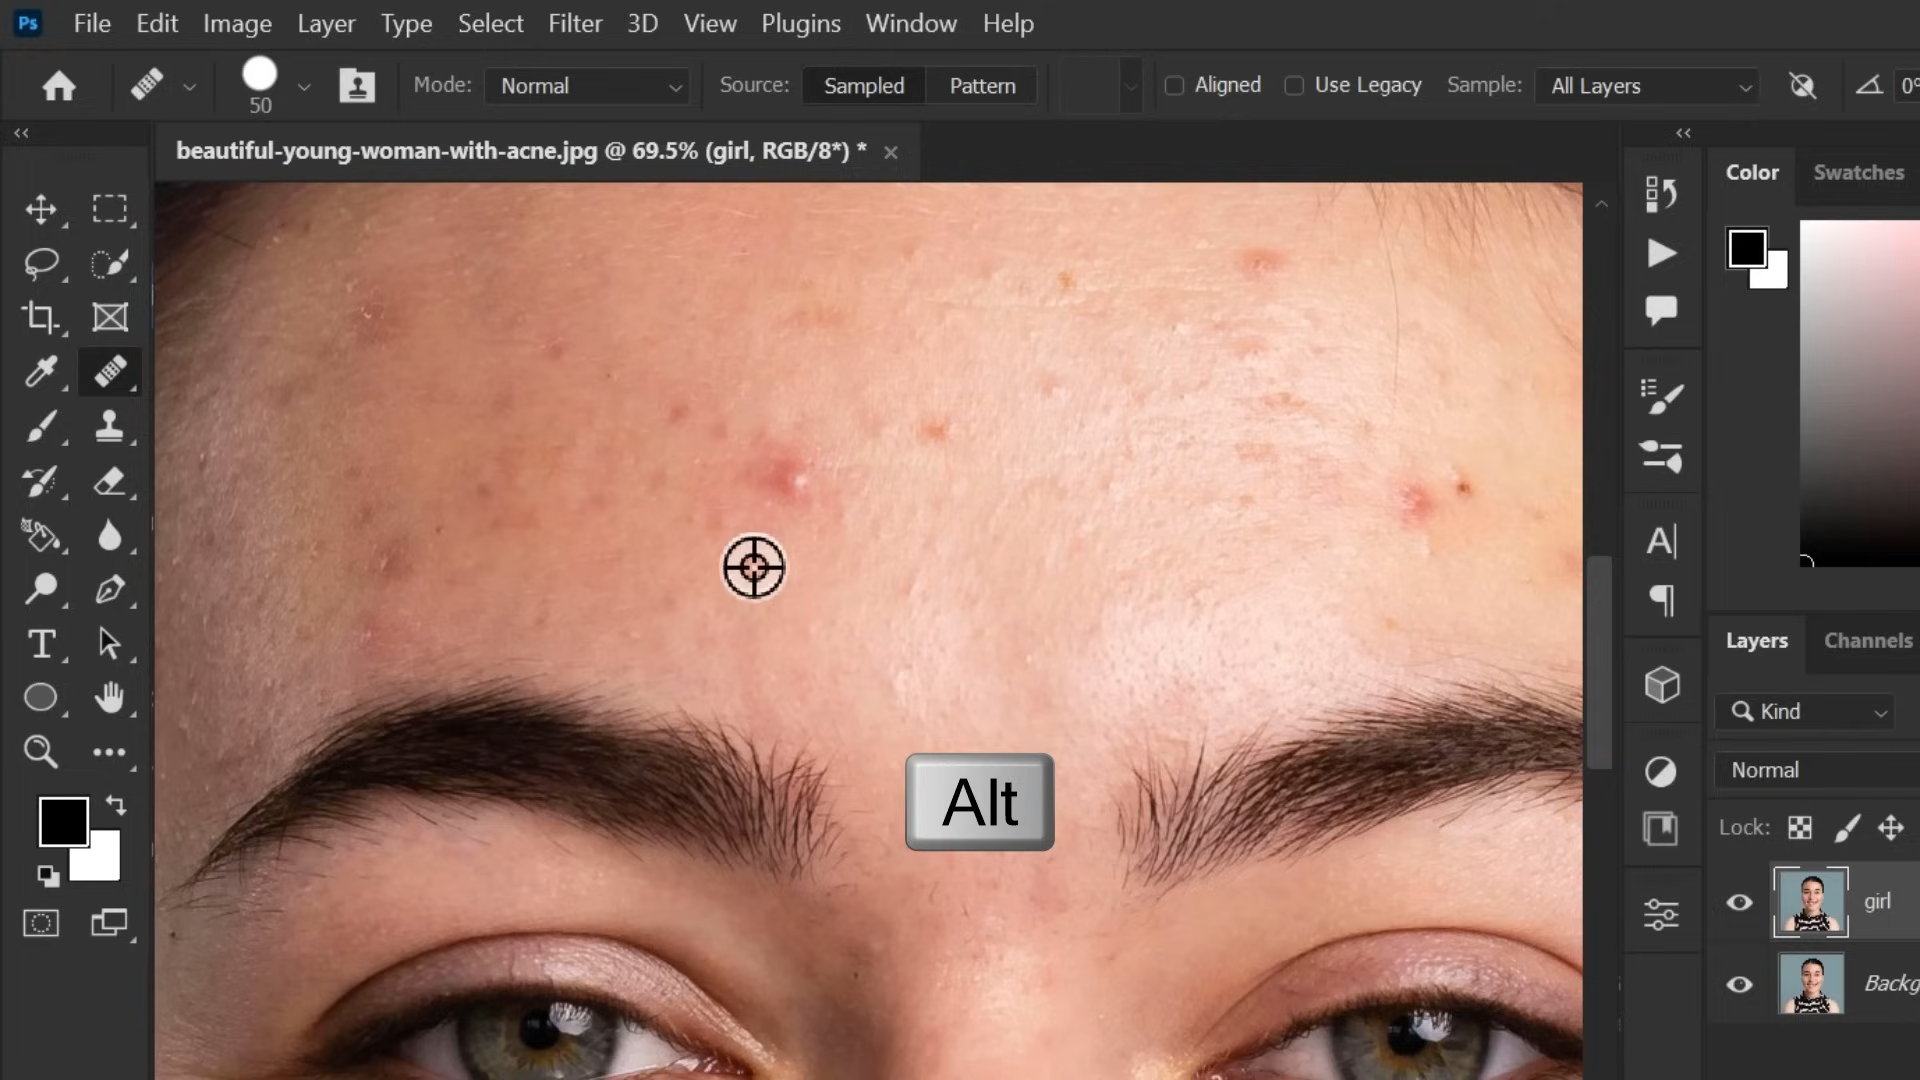 Ps File Edit Image Layer Type Select Filter 3D View Plugins Window Help
50 Mode: Normal Source: Sampled Pattern Aligned Use Legacy Sample: All Layers 0°
beautiful-young-woman-with-acne.jpg @ 69.5% (girl, RGB/8*) *
Color Swatches
Layers Channels
Kind
Normal
Alt
Lock:
girl
Backg